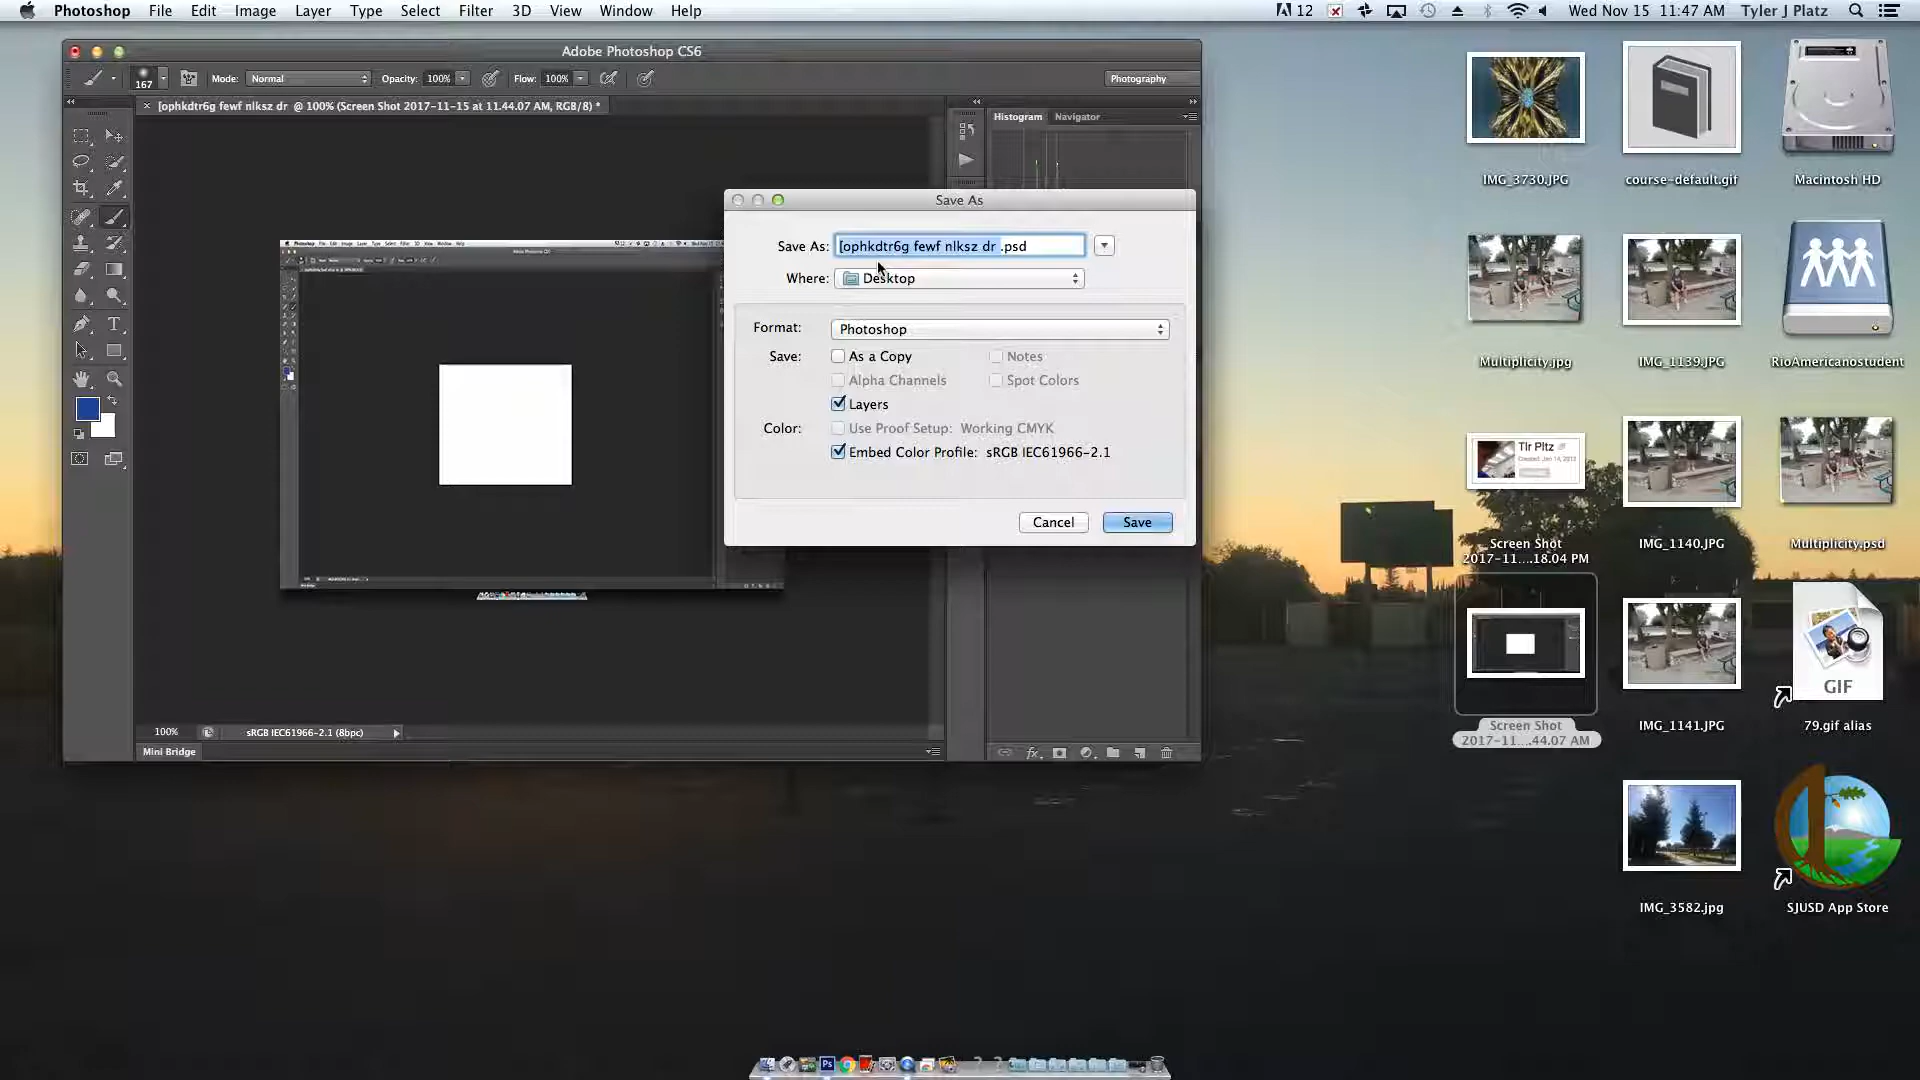 Photoshop File Edit Image Layer Type Select Filter 3D View Window Help
12 Wed Nov 15 11:47 AM Tyler J Platz
Adobe Photoshop CS6
167 Mode: Normal Opacity: 100% Flow: 100% Photography
[ophkdtr6g fewf nlksz dr @ 100% (Screen Shot 2017-11-15 at 11.44.07 AM, RGB/8) *
Histogram Navigator
Save As
Save As: [ophkdtr6g fewf nlksz dr .psd
Where: Desktop
Format: Photoshop
Save: As a Copy Notes
Alpha Channels Spot Colors
Layers
Color: Use Proof Setup: Working CMYK
Embed Color Profile: sRGB IEC61966-2.1
Cancel Save
100% sRGB IEC61966-2.1 (8bpc)
Mini Bridge
fx
IMG_3730.JPG course-default.gif Macintosh HD
Multiplicity.jpg IMG_1139.JPG RioAmericanostudent
Tlr Pltz
Screen Shot
2017-11....18.04 PM
IMG_1140.JPG Multiplicity.psd
Screen Shot
2017-11....44.07 AM
IMG_1141.JPG
GIF
79.gif alias
IMG_3582.jpg SJUSD App Store
Ps